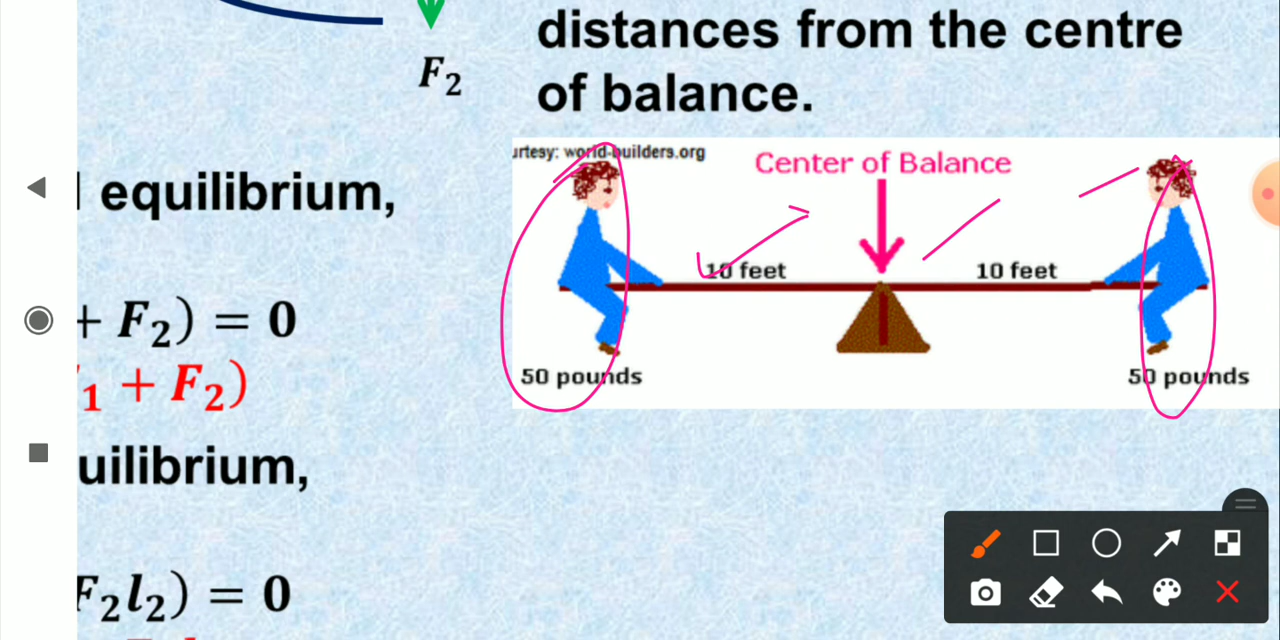 F₂
distances from the centre
of balance.
equilibrium,
+ F₂) = 0
₁ + F₂)
uilibrium,
F₂l₂) = 0
urtesy: world-builders.org
Center of Balance
10 feet
10 feet
50 pounds
50 pounds